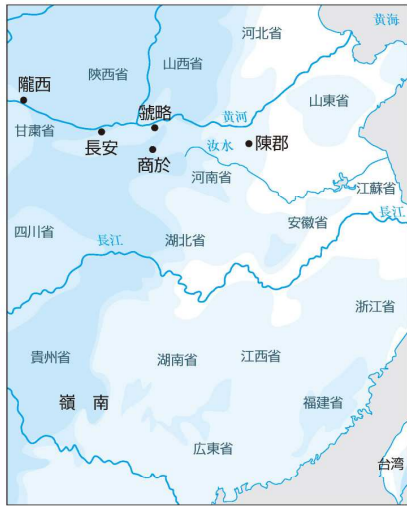 黄海
河北省
山西省
陝西省
隴西
山東省
虢略
黄河
甘粛省
長安
汝水
陳郡
商於
河南省
江蘇省
長江
安徽省
四川省
長江
湖北省
浙江省
貴州省
湖南省
江西省
嶺南
福建省
広東省
台湾